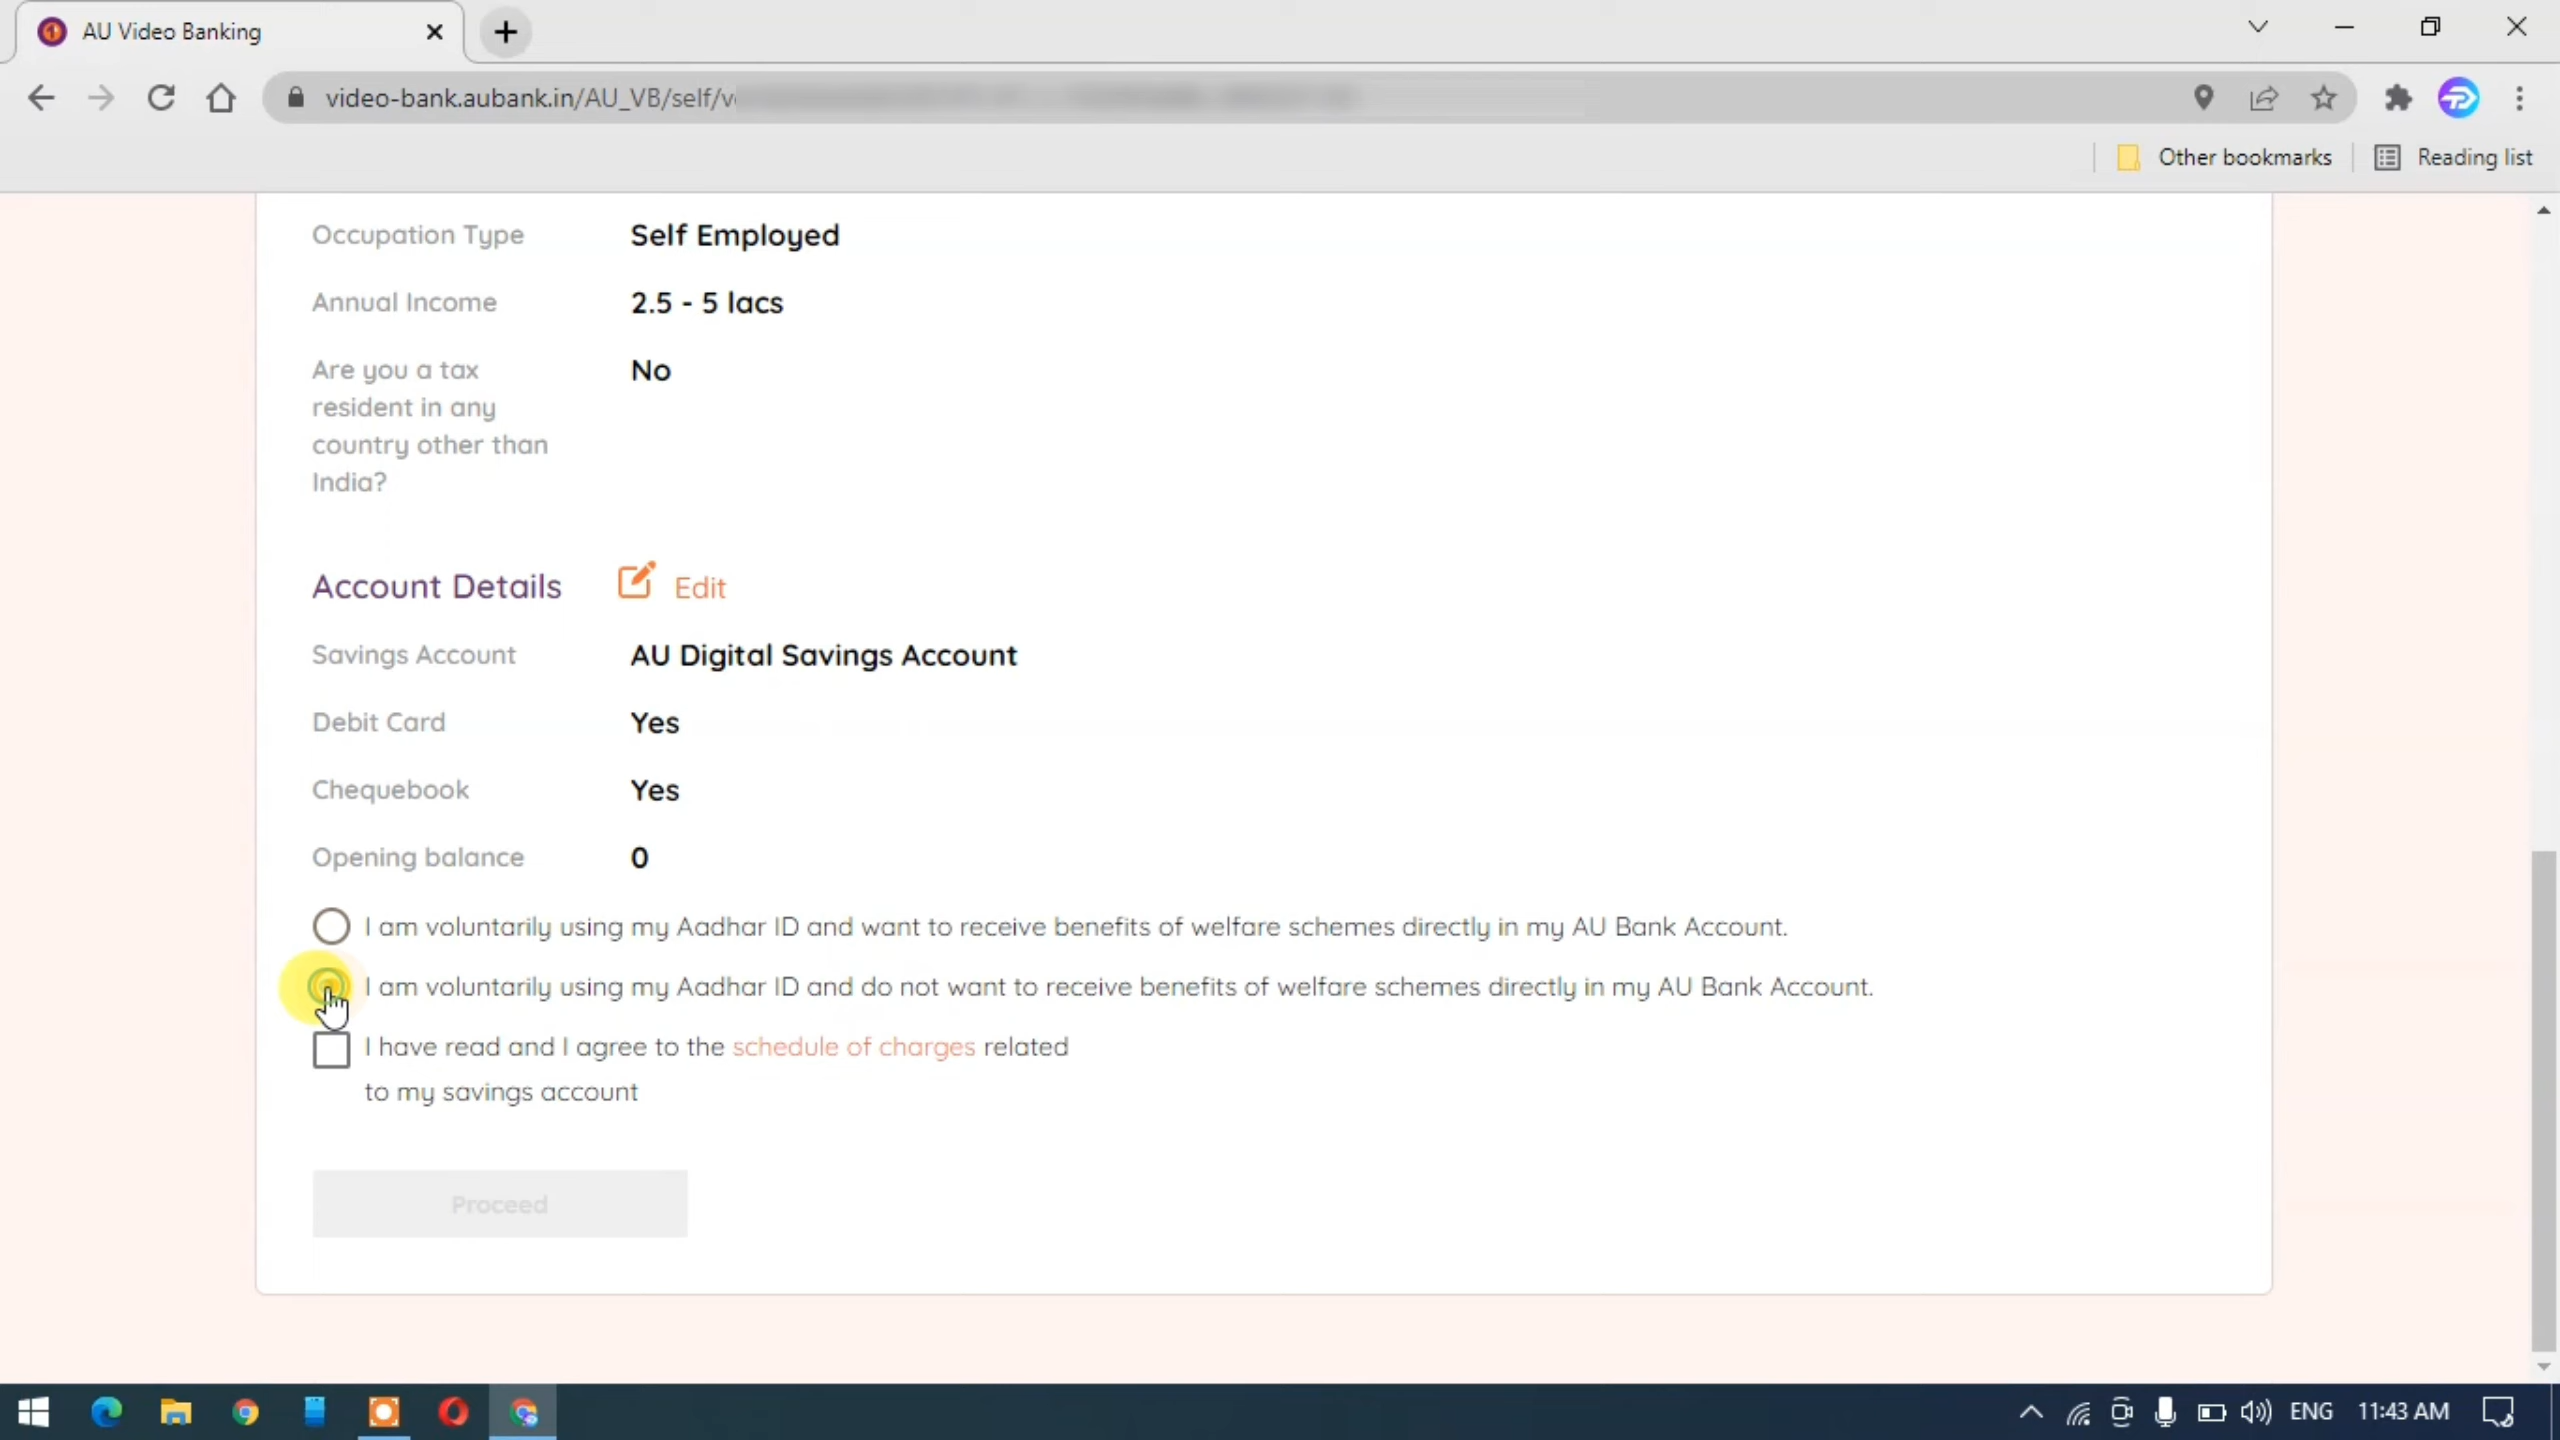 AU Video Banking
video-bank.aubank.in/AU_VB/self/v
Other bookmarks
Reading list
Occupation Type Self Employed
Annual Income 2.5 - 5 lacs
Are you a tax No
resident in any
country other than
India?
Account Details Edit
Savings Account AU Digital Savings Account
Debit Card Yes
Chequebook Yes
Opening balance 0
I am voluntarily using my Aadhar ID and want to receive benefits of welfare schemes directly in my AU Bank Account.
I am voluntarily using my Aadhar ID and do not want to receive benefits of welfare schemes directly in my AU Bank Account.
I have read and I agree to the schedule of charges related
to my savings account
Proceed
ENG 11:43 AM